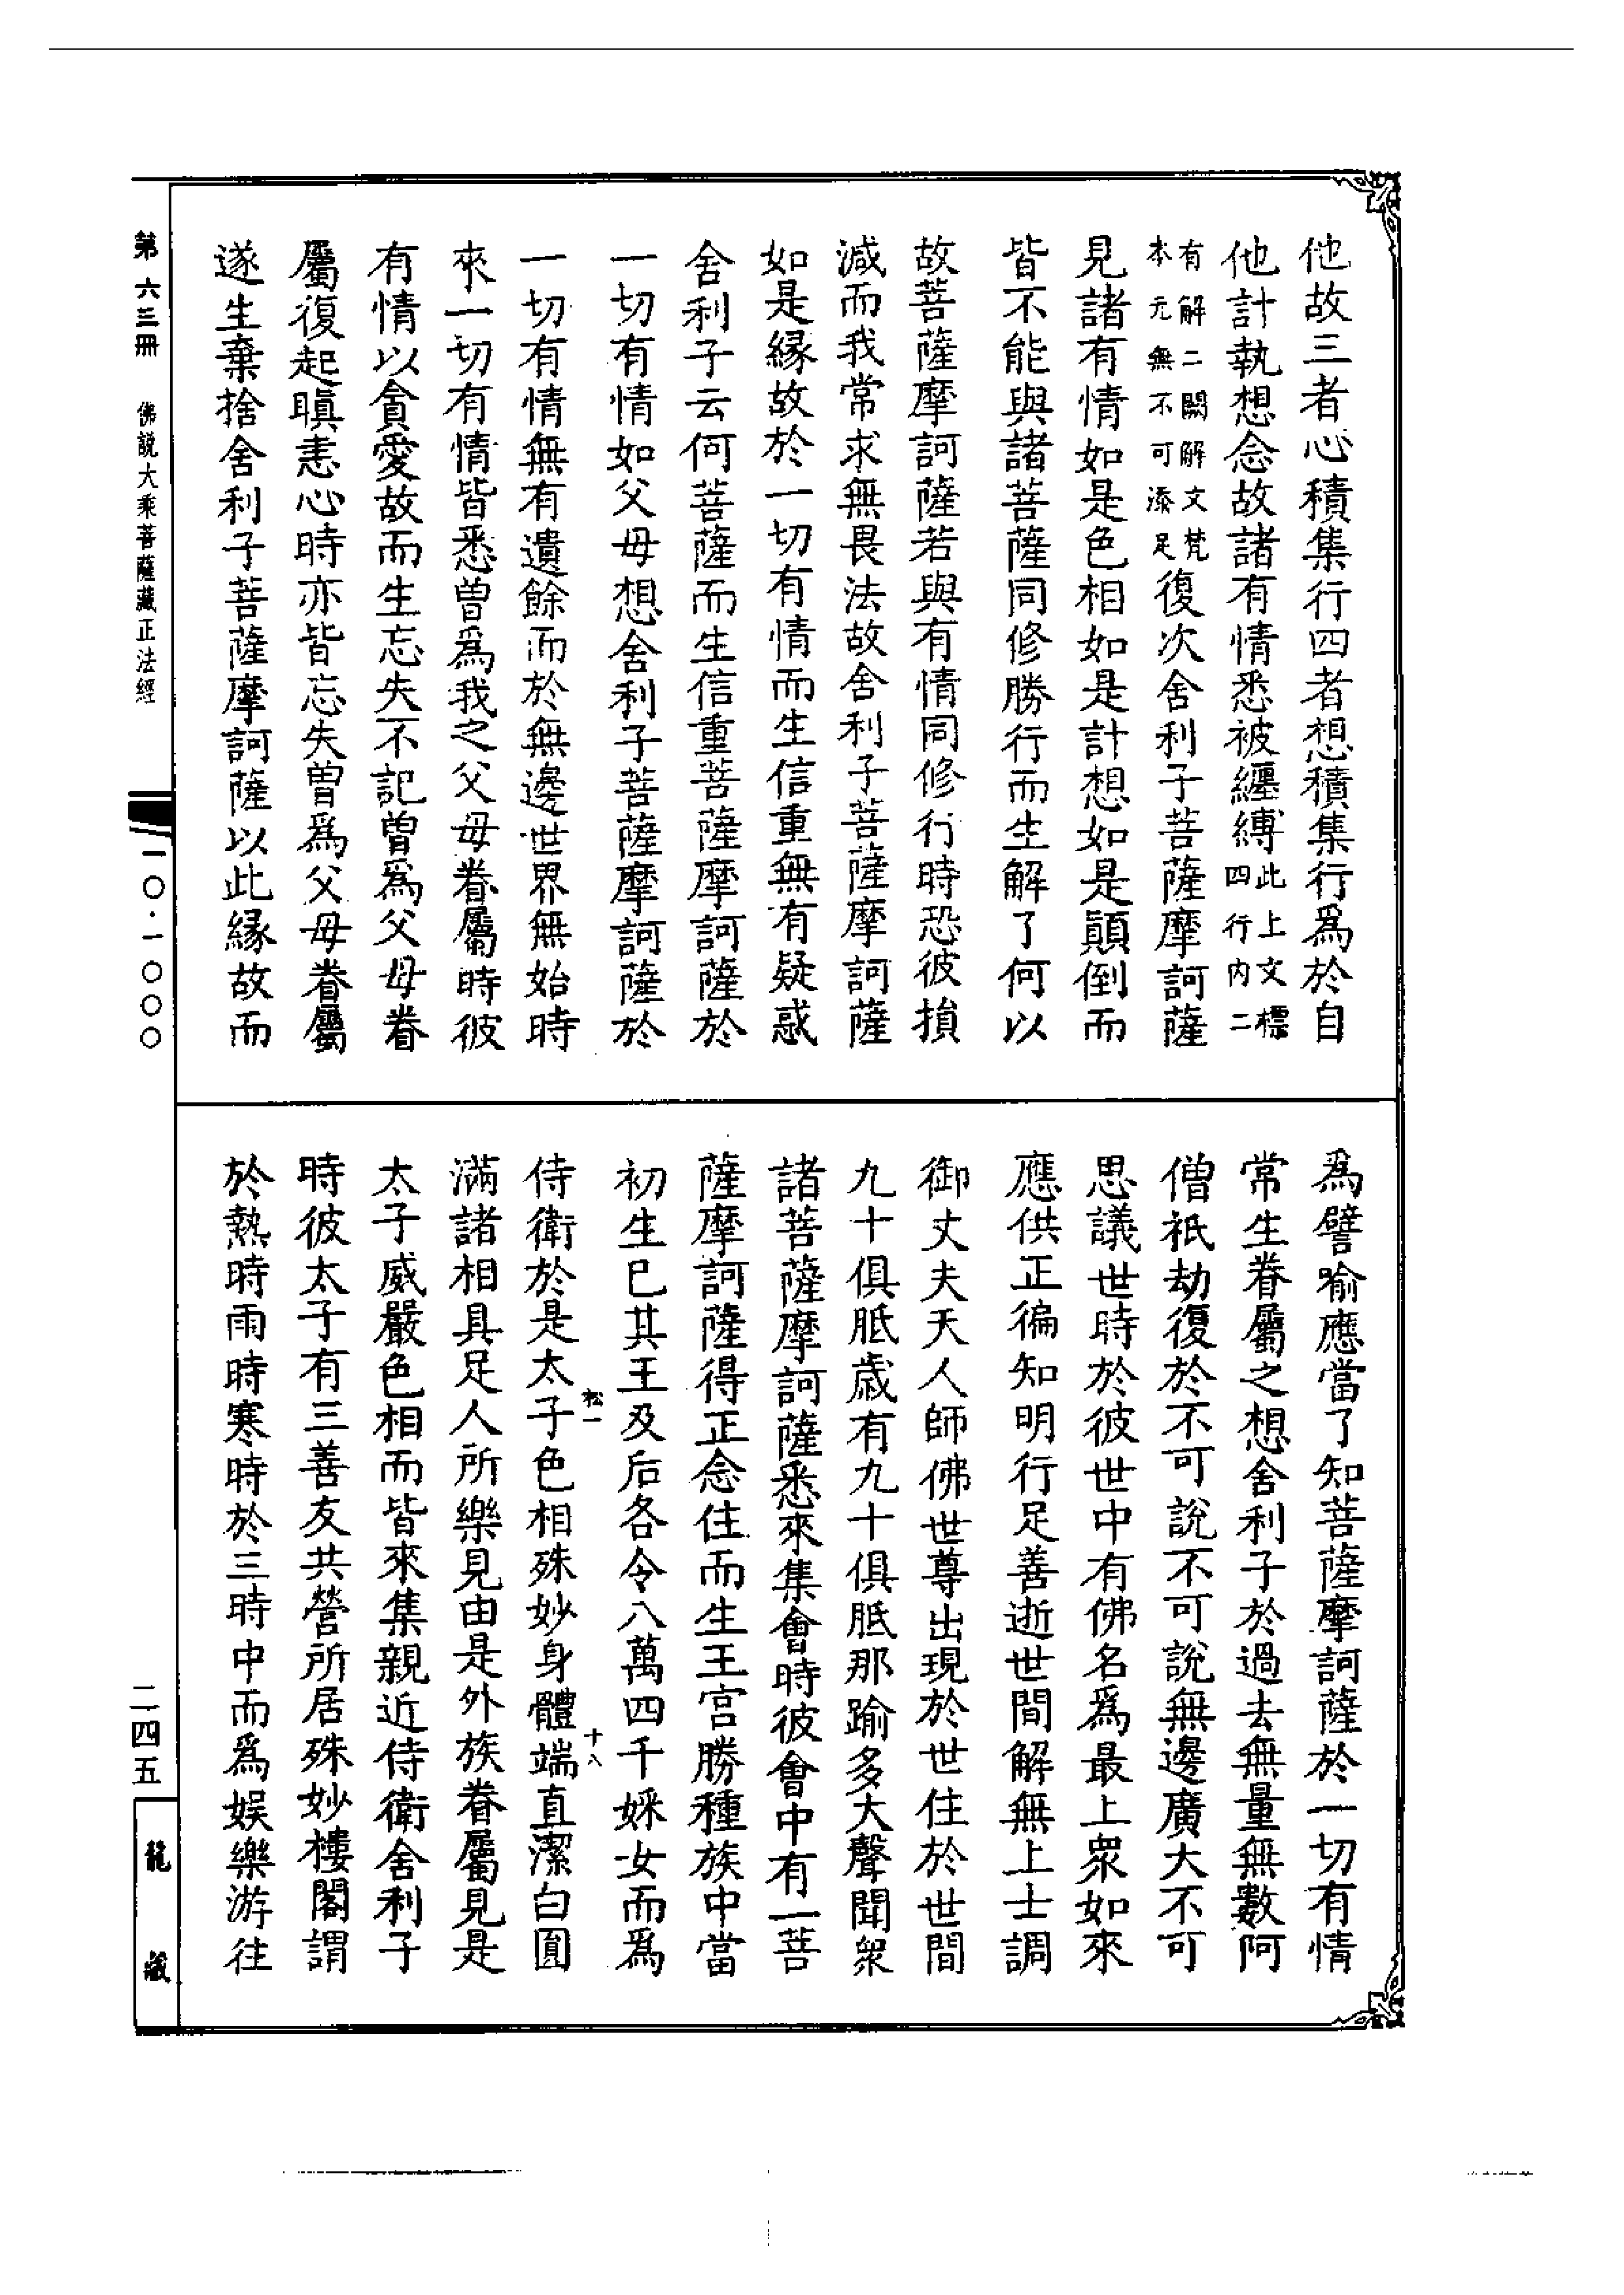 他故三者心積集行四者想積集行爲於自
他計執想念故諸有情悉被纏縛此上文標四行内二
有解二闕解文梵本元無不可添足復次舍利子菩薩摩訶薩
見諸有情如是色相如是計想如是顛倒而
皆不能與諸菩薩同修勝行而生解了何以
故菩薩摩訶薩若與有情同修行時恐彼損
減而我常求無畏法故舍利子菩薩摩訶薩
如是緣故於一切有情而生信重無有疑惑
舍利子云何菩薩而生信重菩薩摩訶薩於
一切有情如父母想舍利子菩薩摩訶薩於
一切有情無有遺餘而於無邊世界無始時
來一切有情皆悉曾爲我之父母眷屬時彼
有情以貪愛故而生忘失不記曾爲父母眷
屬復起瞋恚心時亦皆忘失曾爲父母眷屬
遂生棄捨舍利子菩薩摩訶薩以此緣故而
爲譬喻應當了知菩薩摩訶薩於一切有情
常生眷屬之想舍利子於過去無量無數阿
僧祇劫復於不可說不可說無邊廣大不可
思議世時於彼世中有佛名爲最上衆如來
應供正徧知明行足善逝世間解無上士調
御丈夫天人師佛世尊出現於世住於世間
九十俱胝歲有九十俱胝那踰多大聲聞衆
諸菩薩摩訶薩悉來集會時彼會中有一菩
薩摩訶薩得正念住而生王宫勝種族中當
初生已其王及后各令八萬四千婇女而爲
侍衛於是太子色相殊妙身體端直潔白圓
松一
十八
滿諸相具足人所樂見由是外族眷屬見是
太子威嚴色相而皆來集親近侍衛舍利子
時彼太子有三善友共營所居殊妙樓閣謂
於熱時雨時寒時於三時中而爲娛樂游往
第六三冊
佛説大乘菩薩藏正法經
一〇·一〇〇〇
二四五
龍藏